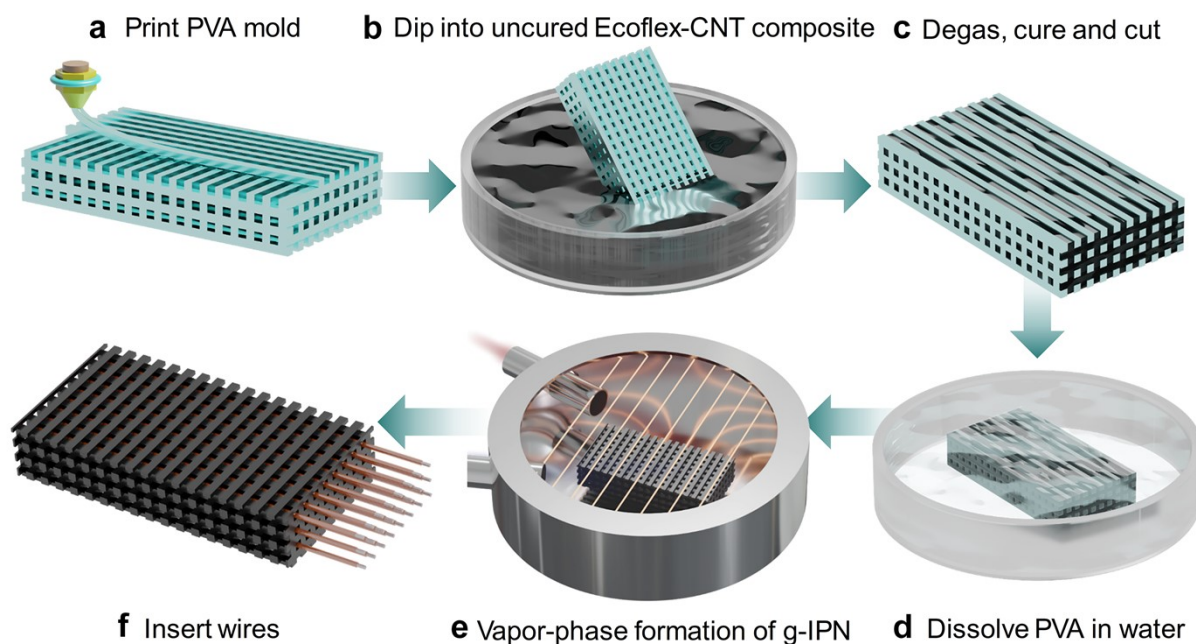 a Print PVA mold
b Dip into uncured Ecoflex-CNT composite
c Degas, cure and cut
f Insert wires
e Vapor-phase formation of g-IPN
d Dissolve PVA in water